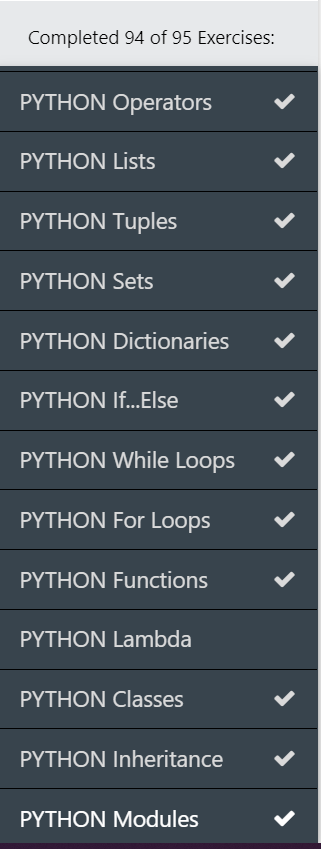 Completed 94 of 95 Exercises:
PYTHON Operators
PYTHON Lists
PYTHON Tuples
PYTHON Sets
PYTHON Dictionaries
PYTHON If...Else
PYTHON While Loops
PYTHON For Loops
PYTHON Functions
PYTHON Lambda
PYTHON Classes
PYTHON Inheritance
PYTHON Modules